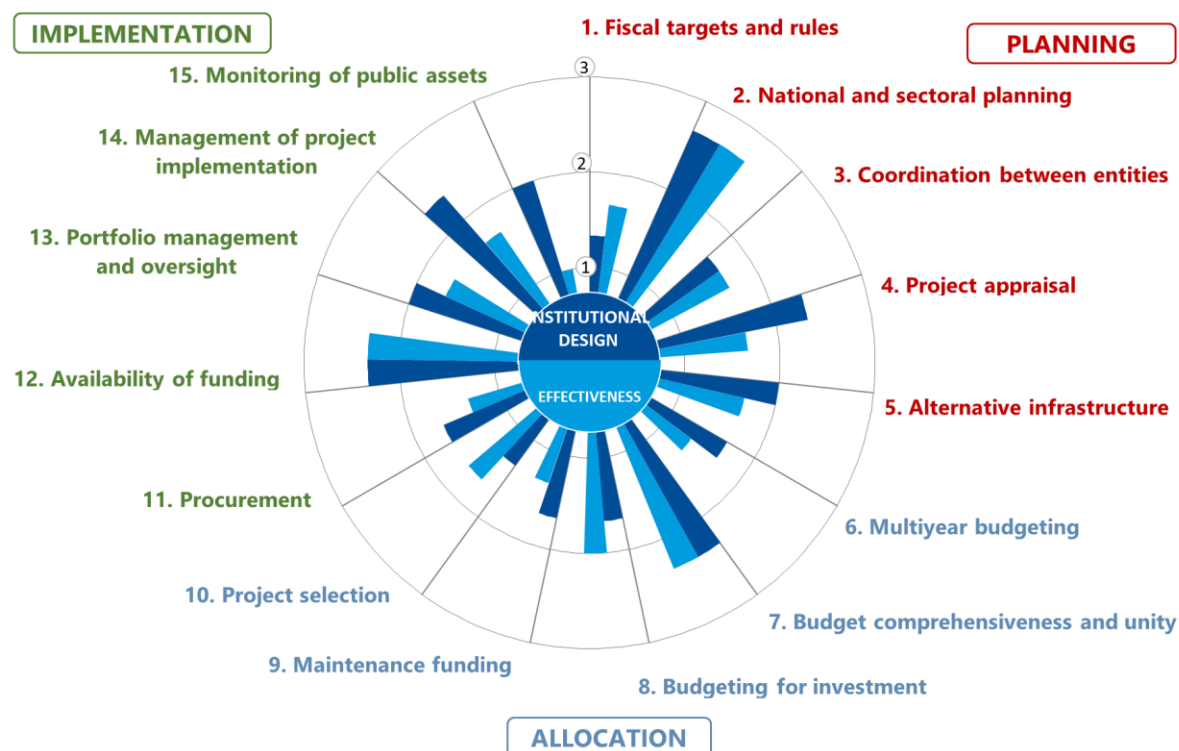 IMPLEMENTATION
PLANNING
1. Fiscal targets and rules
2. National and sectoral planning
3. Coordination between entities
4. Project appraisal
5. Alternative infrastructure
6. Multiyear budgeting
7. Budget comprehensiveness and unity
8. Budgeting for investment
9. Maintenance funding
10. Project selection
11. Procurement
12. Availability of funding
13. Portfolio management
and oversight
14. Management of project
implementation
15. Monitoring of public assets
3
2
1
NSTITUTIONAL
DESIGN
EFFECTIVENESS
ALLOCATION